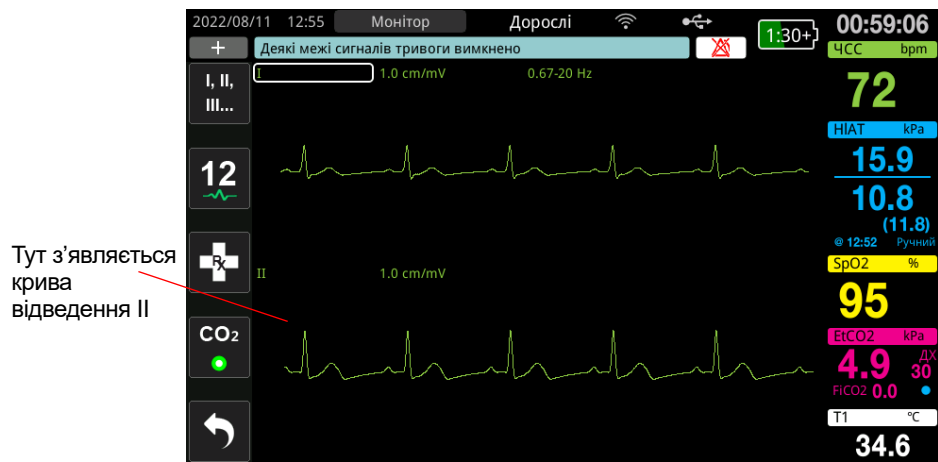 2022/08/11 12:55 Монітор Дорослі 1:30+ 00:59:06
+ Деякі межі сигналів тривоги вимкнено
ЧСС bpm
72
I, II,
III...
I 1.0 cm/mV 0.67-20 Hz
НІАТ kPa
15.9
10.8
(11.8)
@ 12:52 Ручний
12
Rx
Тут з’являється
крива
відведення II
II 1.0 cm/mV
SpO2 %
95
CO2
EtCO2 kPa
4.9 ДХ
30
FiCO2 0.0
T1 °C
34.6